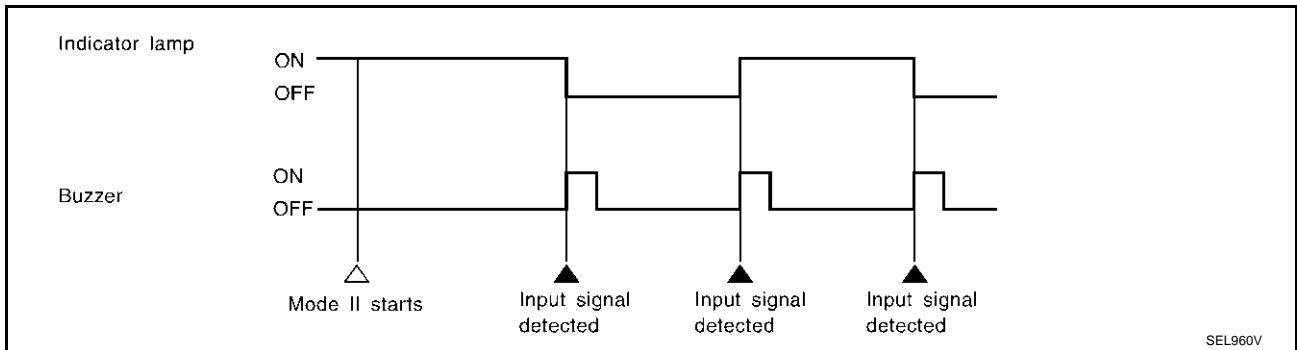 Indicator lamp
ON
OFF
Buzzer
ON
OFF
Mode II starts
Input signal
detected
Input signal
detected
Input signal
detected
SEL960V